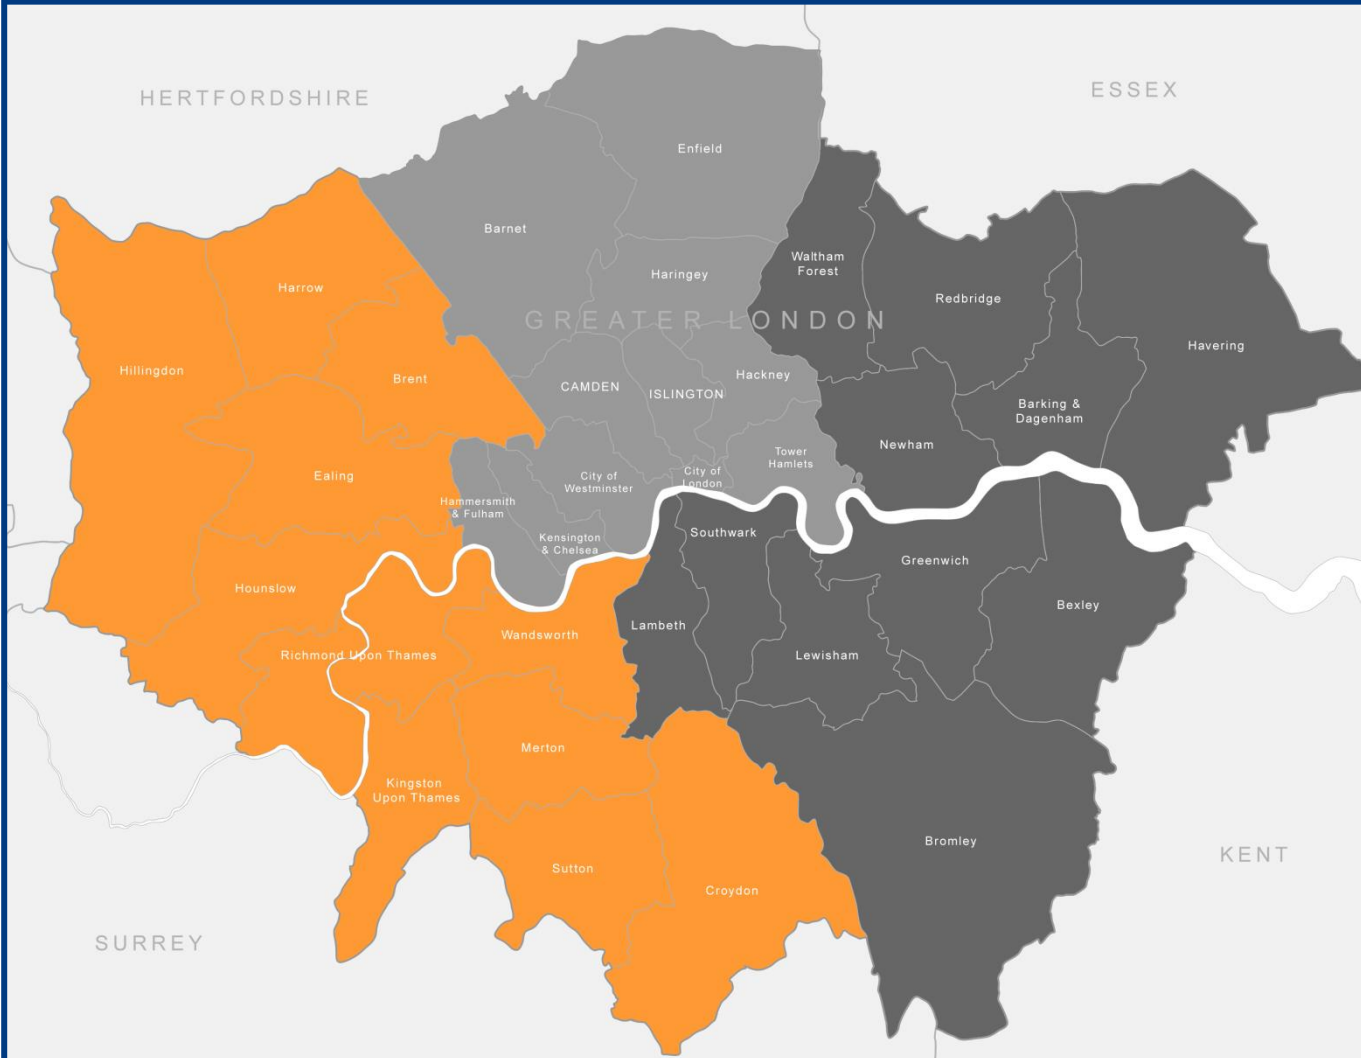 HERTFORDSHIRE
ESSEX
Enfield
Barnet
Waltham
Forest
Haringey
Harrow
Redbridge
GREATER LONDON
Havering
Hillingdon
Brent
CAMDEN
ISLINGTON
Hackney
Barking &
Dagenham
Newham
Tower
Hamlets
Ealing
City of
Westminster
City of
London
Hammersmith
& Fulham
Kensington
& Chelsea
Southwark
Greenwich
Hounslow
Bexley
Lambeth
Wandsworth
Richmond Upon Thames
Lewisham
Merton
Kingston
Upon Thames
Bromley
KENT
Sutton
Croydon
SURREY